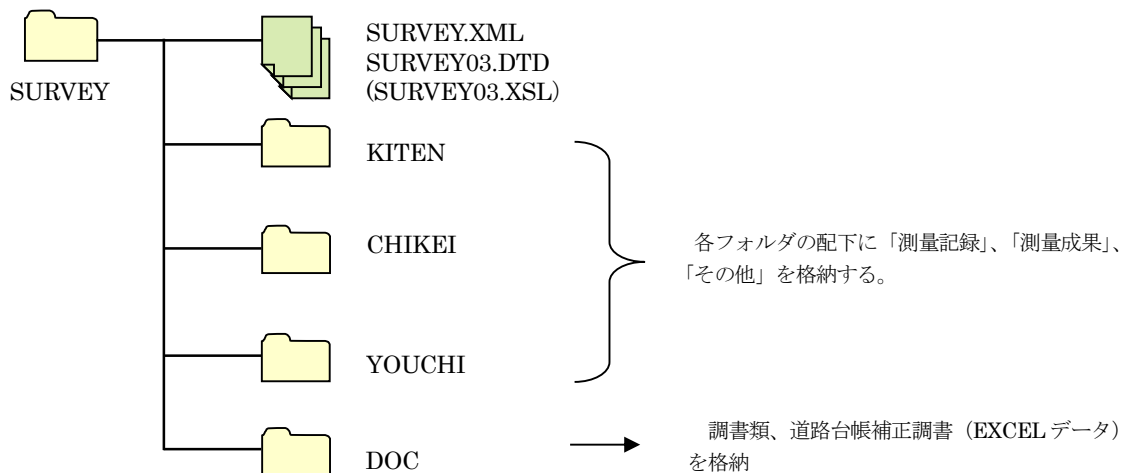 SURVEY
SURVEY.XML
SURVEY03.DTD
(SURVEY03.XSL)
KITEN
CHIKEI
YOUCHI
DOC
各フォルダの配下に「測量記録」、「測量成果」、
「その他」を格納する。
調書類、道路台帳補正調書（EXCEL データ）
を格納